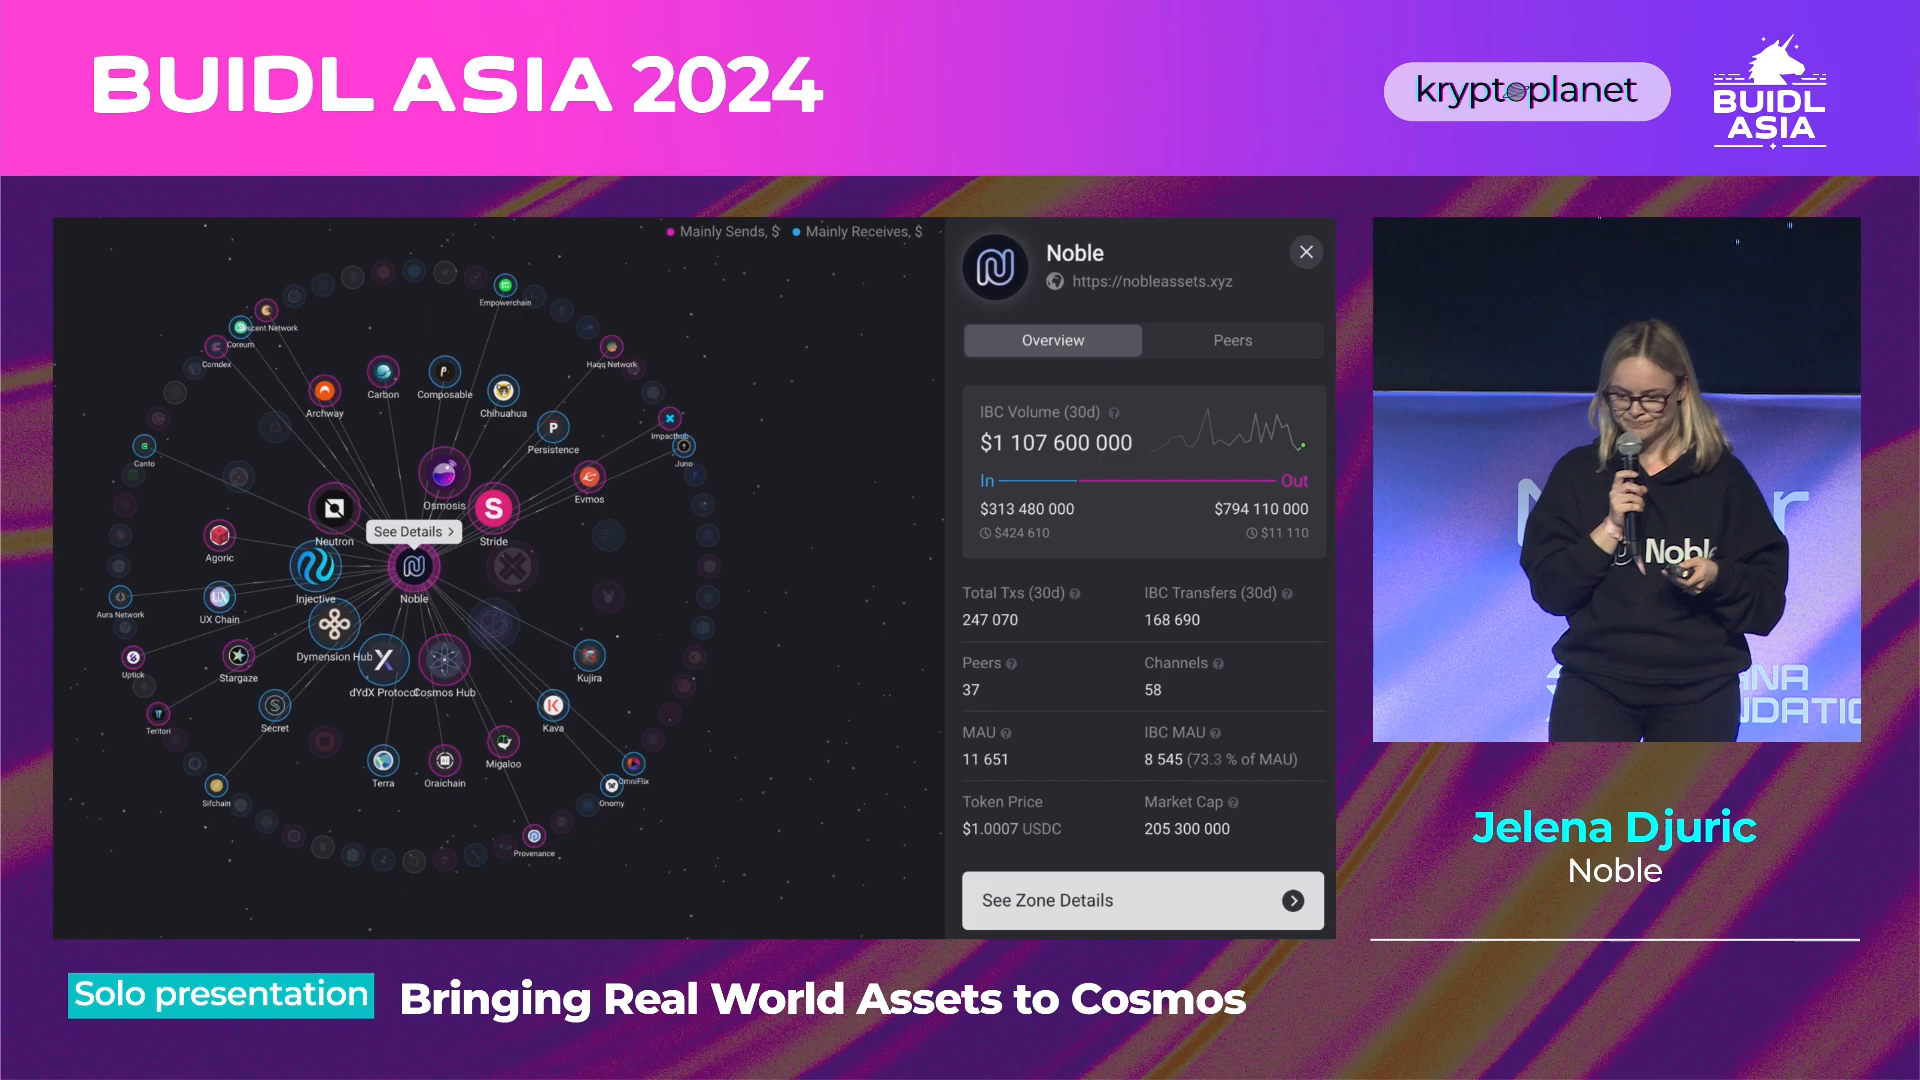 BUIDL ASIA 2024
kryptoplanet
BUIDL
ASIA
Mainly Sends, $
Mainly Receives, $
Empowerchain
Crescent Network
Coreum
Comdex
Haqq Network
Carbon
Composable
Archway
Chihuahua
Impacthub
Persistence
Juno
Canto
Evmos
Osmosis
See Details
Neutron
Stride
Agoric
Injective
Noble
Aura Network
UX Chain
Dymension Hub
Uptick
Stargaze
Kujira
dYdX Protocol
Cosmos Hub
Secret
Kava
Teritori
Migaloo
Terra
Oraichain
OmniFlix
Sifchain
Onomy
Provenance
Noble
https://nobleassets.xyz
Overview
Peers
IBC Volume (30d)
$1 107 600 000
In
Out
$313 480 000
$794 110 000
$424 610
$11 110
Total Txs (30d)
IBC Transfers (30d)
247 070
168 690
Peers
Channels
37
58
MAU
IBC MAU
11 651
8 545 (73.3 % of MAU)
Token Price
Market Cap
$1.0007 USDC
205 300 000
See Zone Details
Noble
Jelena Djuric
Noble
Solo presentation
Bringing Real World Assets to Cosmos